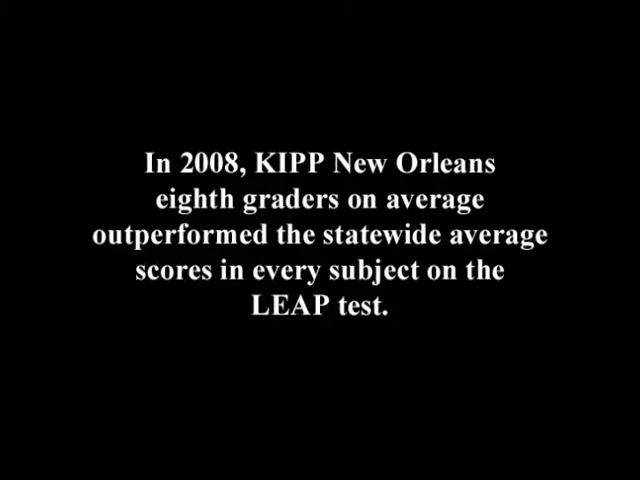 In 2008, KIPP New Orleans
eighth graders on average
outperformed the statewide average
scores in every subject on the
LEAP test.